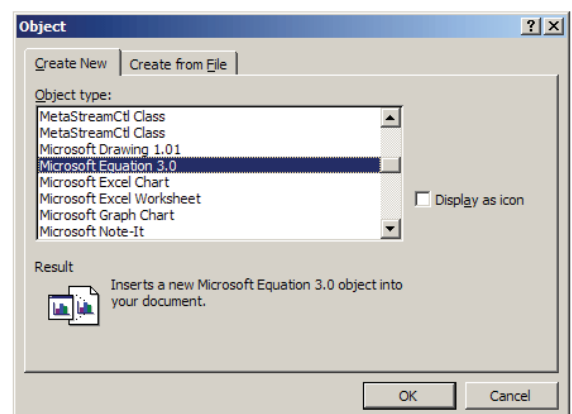 Object
Create New
Create from File
Object type:
MetaStreamCtl Class
MetaStreamCtl Class
Microsoft Drawing 1.01
Microsoft Equation 3.0
Microsoft Excel Chart
Microsoft Excel Worksheet
Microsoft Graph Chart
Microsoft Note-It
Display as icon
Result
Inserts a new Microsoft Equation 3.0 object into
your document.
OK
Cancel